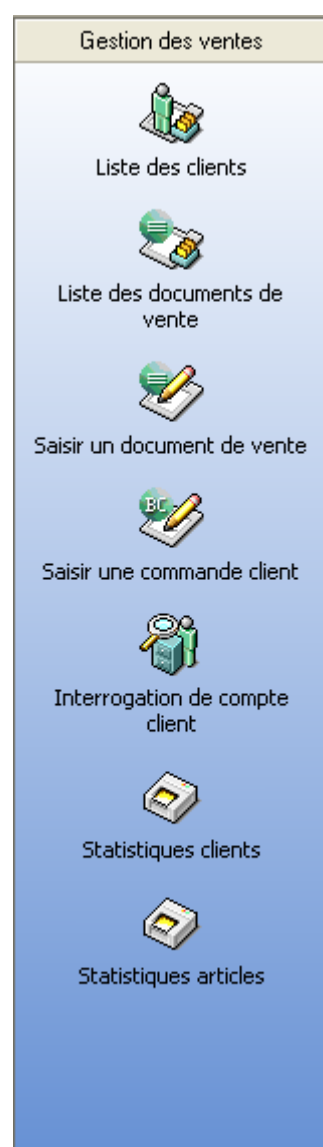 Gestion des ventes
Liste des clients
Liste des documents de
vente
Saisir un document de vente
BC
Saisir une commande client
Interrogation de compte
client
Statistiques clients
Statistiques articles